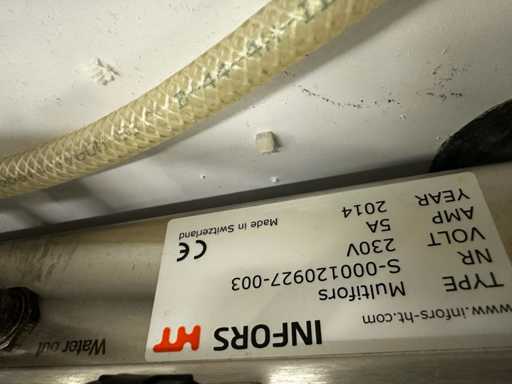 INFORS HT
www.infors-ht.com
TYPE Multifors
NR S-000120927-003
VOLT 230V
AMP 5A
YEAR 2014
CE
Made in Switzerland
Water out